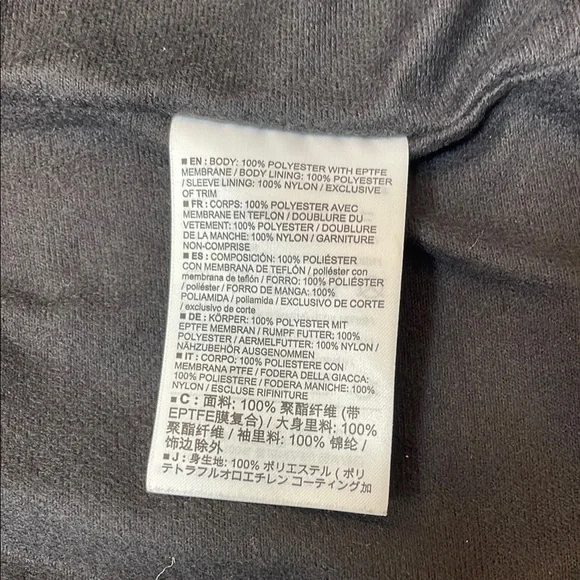 ■ EN : BODY: 100% POLYESTER WITH EPTFE
MEMBRANE / BODY LINING: 100% POLYESTER
/ SLEEVE LINING: 100% NYLON / EXCLUSIVE
OF TRIM
■ FR : CORPS: 100% POLYESTER AVEC
MEMBRANE EN TEFLON / DOUBLURE DU
VETEMENT: 100% POLYESTER / DOUBLURE
DE LA MANCHE: 100% NYLON / GARNITURE
NON-COMPRISE
■ ES : COMPOSICIÓN: 100% POLIÉSTER
CON MEMBRANA DE TEFLÓN / poliéster con
membrana de teflón / FORRO: 100% POLIÉSTER
/ poliéster / FORRO DE MANGA: 100%
POLIAMIDA / poliamida / EXCLUSIVO DE CORTE
/ exclusivo de corte
■ DE : KÖRPER: 100% POLYESTER MIT
EPTFE MEMBRAN / RUMPF FUTTER: 100%
POLYESTER / AERMELFUTTER: 100% NYLON /
NÄHZUBEHÖR AUSGENOMMEN
■ IT : CORPO: 100% POLIESTERE CON
MEMBRANA PTFE / FODERA DELLA GIACCA:
100% POLIESTERE / FODERA MANICHE: 100%
NYLON / ESCLUSE RIFINITURE
■ C : 面料: 100% 聚酯纤维 (带
EPTFE膜复合) / 大身里料: 100%
聚酯纤维 / 袖里料: 100% 锦纶 /
饰边除外
■ J : 身生地: 100% ポリエステル ( ポリ
テトラフルオロエチレン コーティング加